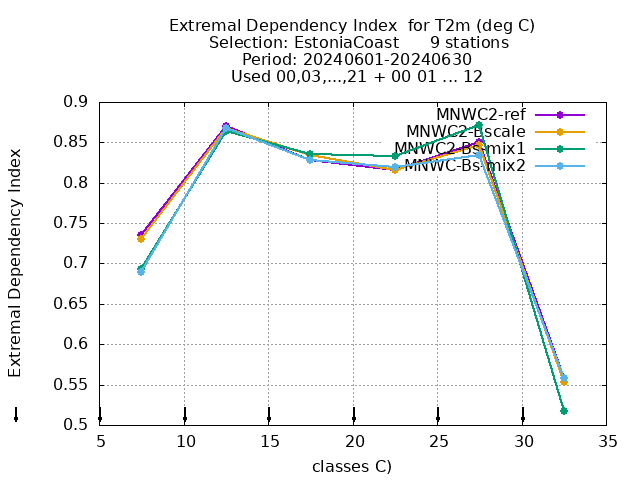 Extremal Dependency Index  for T2m (deg C)
Selection: EstoniaCoast      9 stations
Period: 20240601-20240630
Used 00,03,...,21 + 00 01 ... 12
Extremal Dependency Index
0.9
0.85
0.8
0.75
0.7
0.65
0.6
0.55
0.5
5
10
15
20
25
30
35
classes C)
MNWC2-ref
MNWC2-Bscale
MNWC2-Bs-mix1
MNWC-Bs-mix2